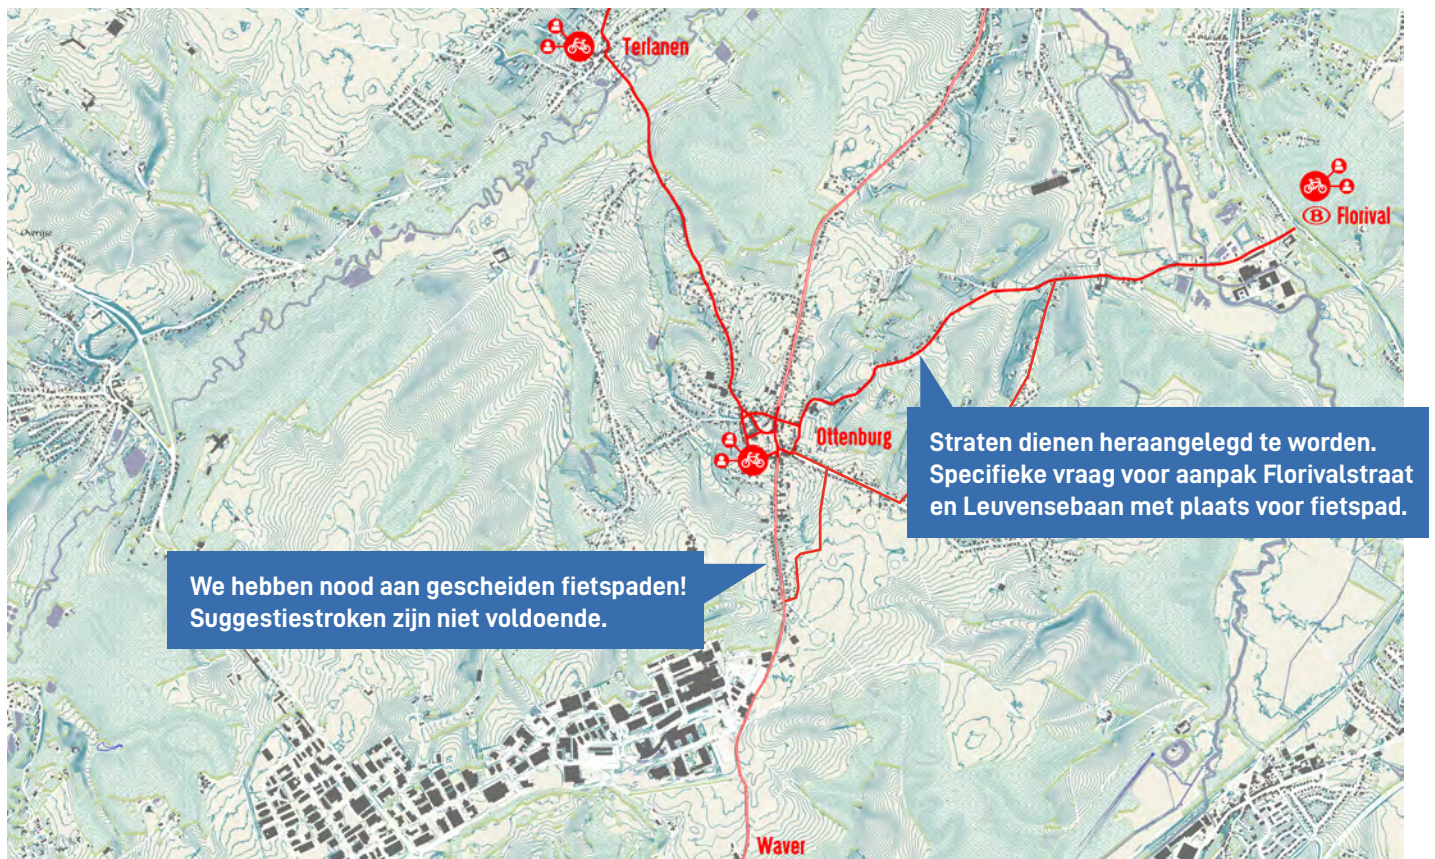 Terlanen
Overijse
B Florival
Ottenburg
Straten dienen heraangelegd te worden.
Specifieke vraag voor aanpak Florivalstraat
en Leuvensebaan met plaats voor fietspad.
We hebben nood aan gescheiden fietspaden!
Suggestiestroken zijn niet voldoende.
Waver